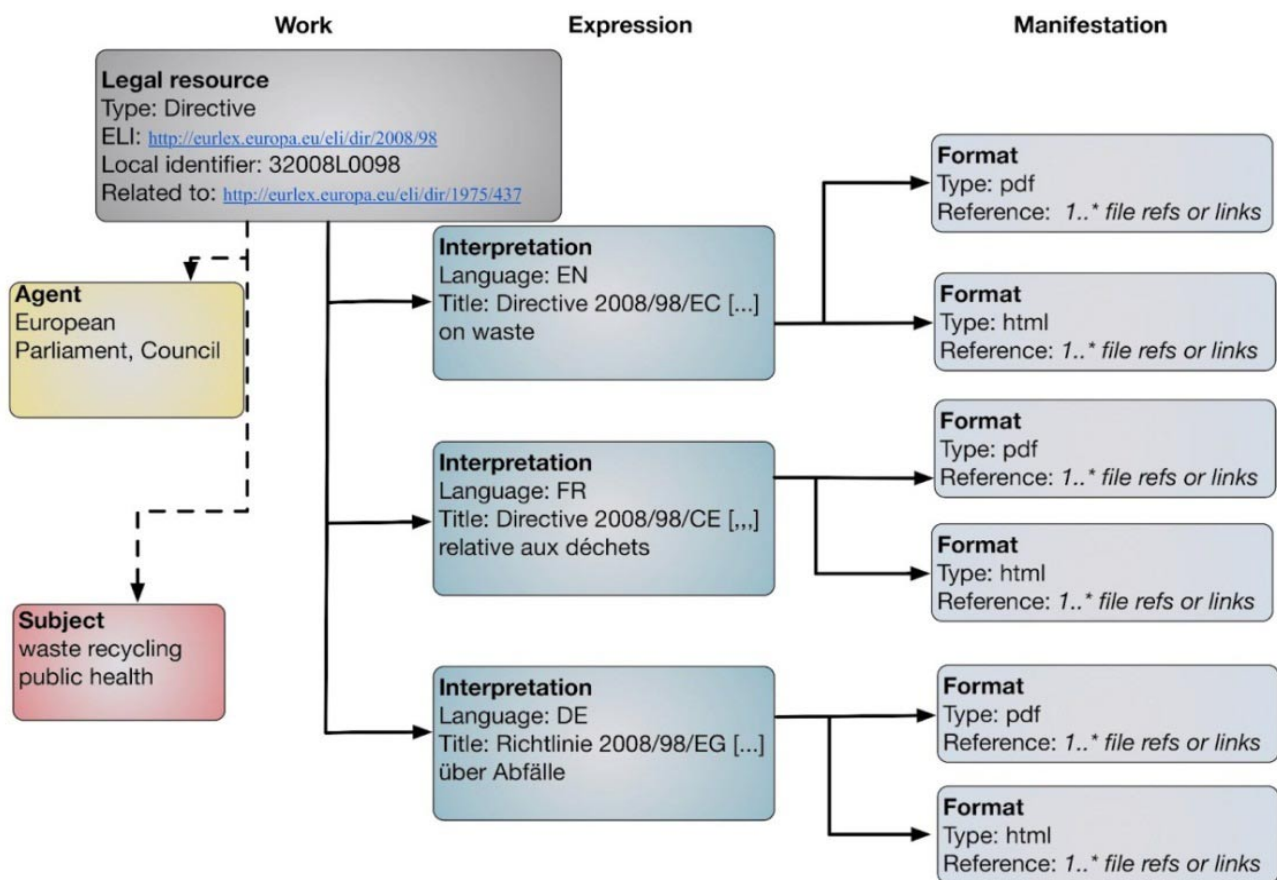 Work
Expression
Manifestation
Legal resource
Type: Directive
ELI: http://eurlex.europa.eu/eli/dir/2008/98
Local identifier: 32008L0098
Related to: http://eurlex.europa.eu/eli/dir/1975/437
Agent
European
Parliament, Council
Subject
waste recycling
public health
Interpretation
Language: EN
Title: Directive 2008/98/EC [...]
on waste
Interpretation
Language: FR
Title: Directive 2008/98/CE [,,,]
relative aux déchets
Interpretation
Language: DE
Title: Richtlinie 2008/98/EG [...]
über Abfälle
Format
Type: pdf
Reference: 1..* file refs or links
Format
Type: html
Reference: 1..* file refs or links
Format
Type: pdf
Reference: 1..* file refs or links
Format
Type: html
Reference: 1..* file refs or links
Format
Type: pdf
Reference: 1..* file refs or links
Format
Type: html
Reference: 1..* file refs or links